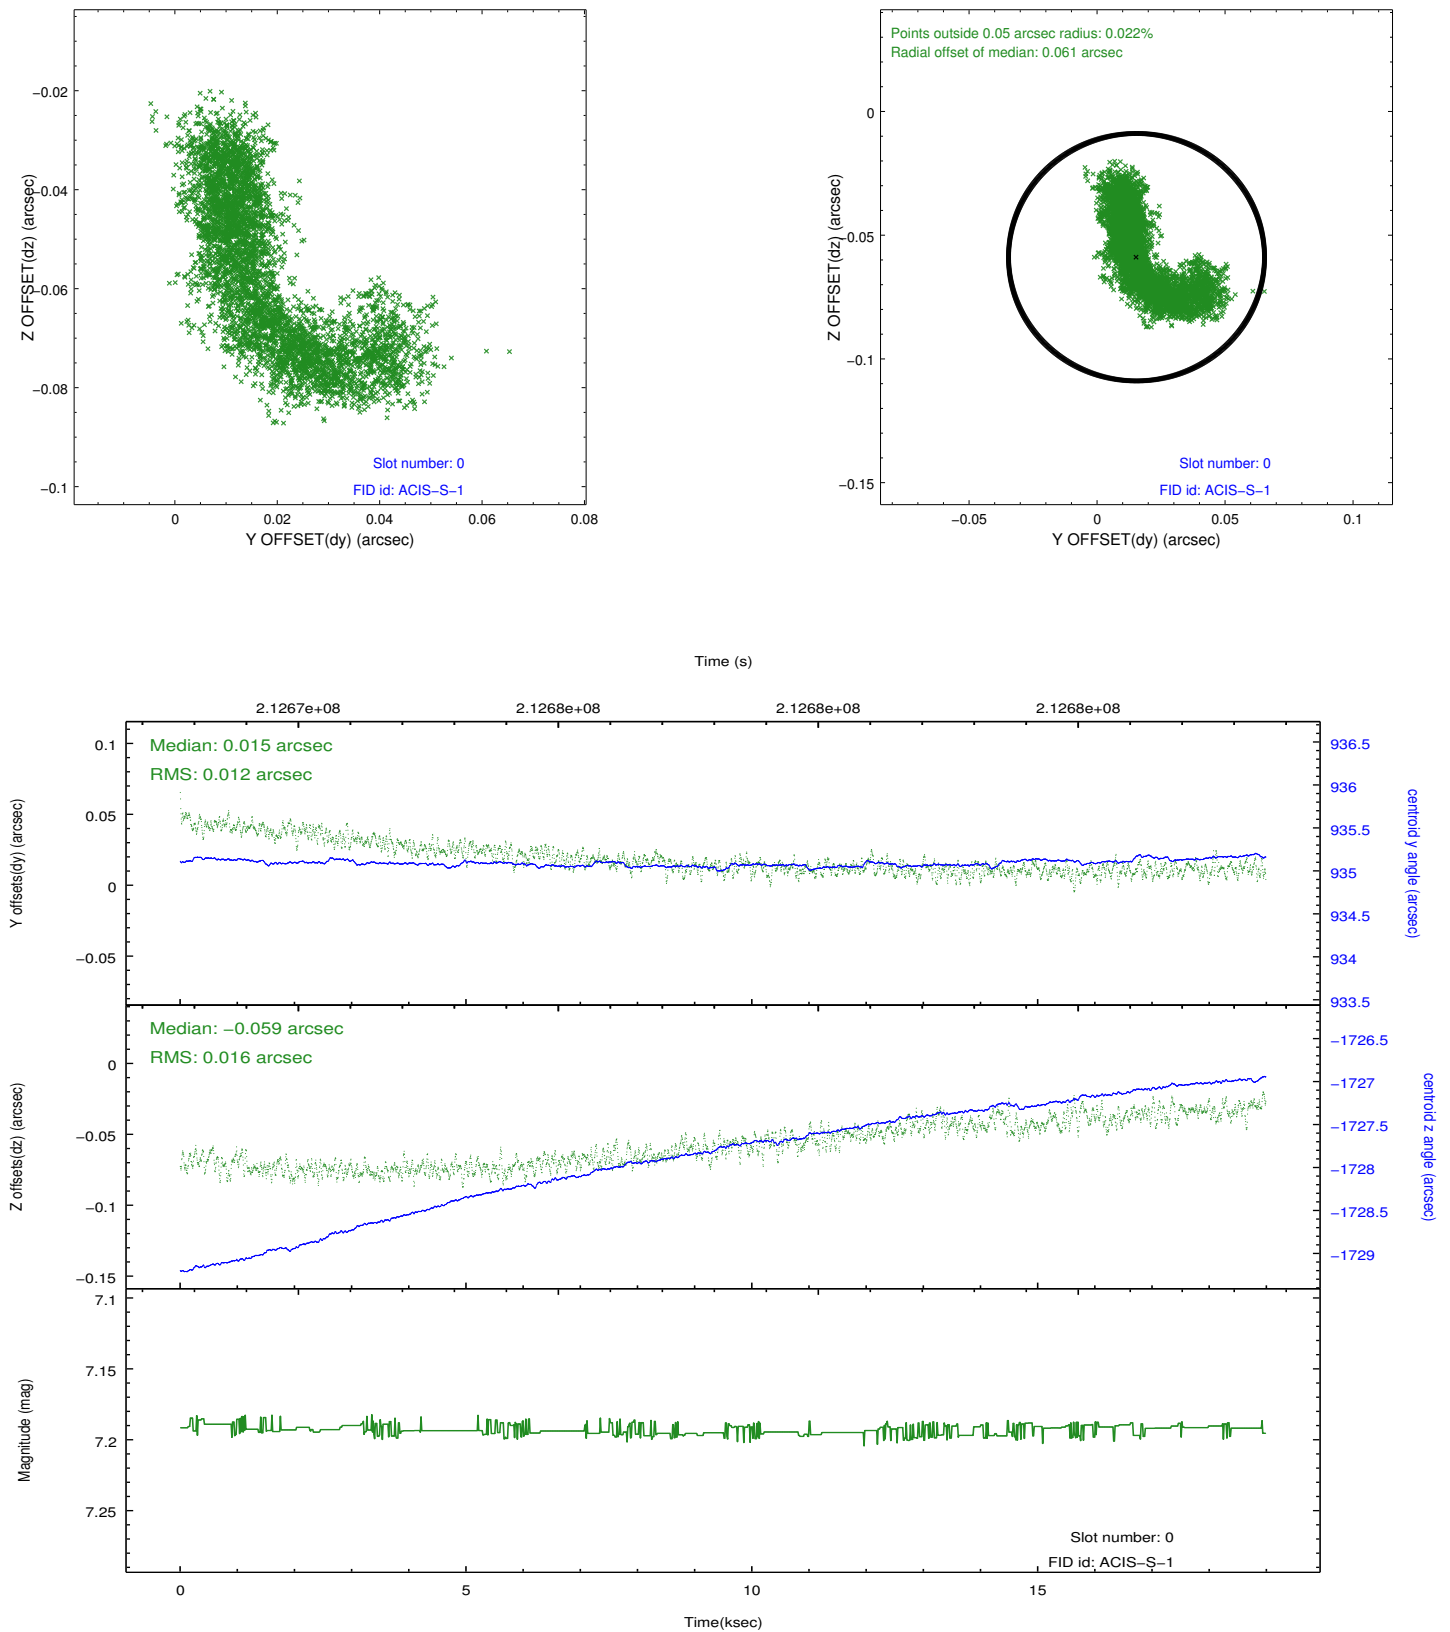 −0.02
−0.04
−0.06
−0.08
−0.1
Z OFFSET(dz) (arcsec)
Slot number: 0
FID id: ACIS−S−1
0 0.02 0.04 0.06 0.08
Y OFFSET(dy) (arcsec)
Points outside 0.05 arcsec radius: 0.022%
Radial offset of median: 0.061 arcsec
0
−0.05
−0.1
−0.15
Z OFFSET(dz) (arcsec)
Slot number: 0
FID id: ACIS−S−1
−0.05 0 0.05 0.1
Y OFFSET(dy) (arcsec)
Time (s)
2.1267e+08 2.1268e+08 2.1268e+08 2.1268e+08
Median: 0.015 arcsec
RMS: 0.012 arcsec
0.1
0.05
0
−0.05
Y offsets(dy) (arcsec)
936.5
936
935.5
935
934.5
934
933.5
centroid y angle (arcsec)
Median: −0.059 arcsec
RMS: 0.016 arcsec
0
−0.05
−0.1
−0.15
Z offsets(dz) (arcsec)
−1726.5
−1727
−1727.5
−1728
−1728.5
−1729
centroid z angle (arcsec)
7.1
7.15
7.2
7.25
Magnitude (mag)
Slot number: 0
FID id: ACIS−S−1
0 5 10 15
Time(ksec)